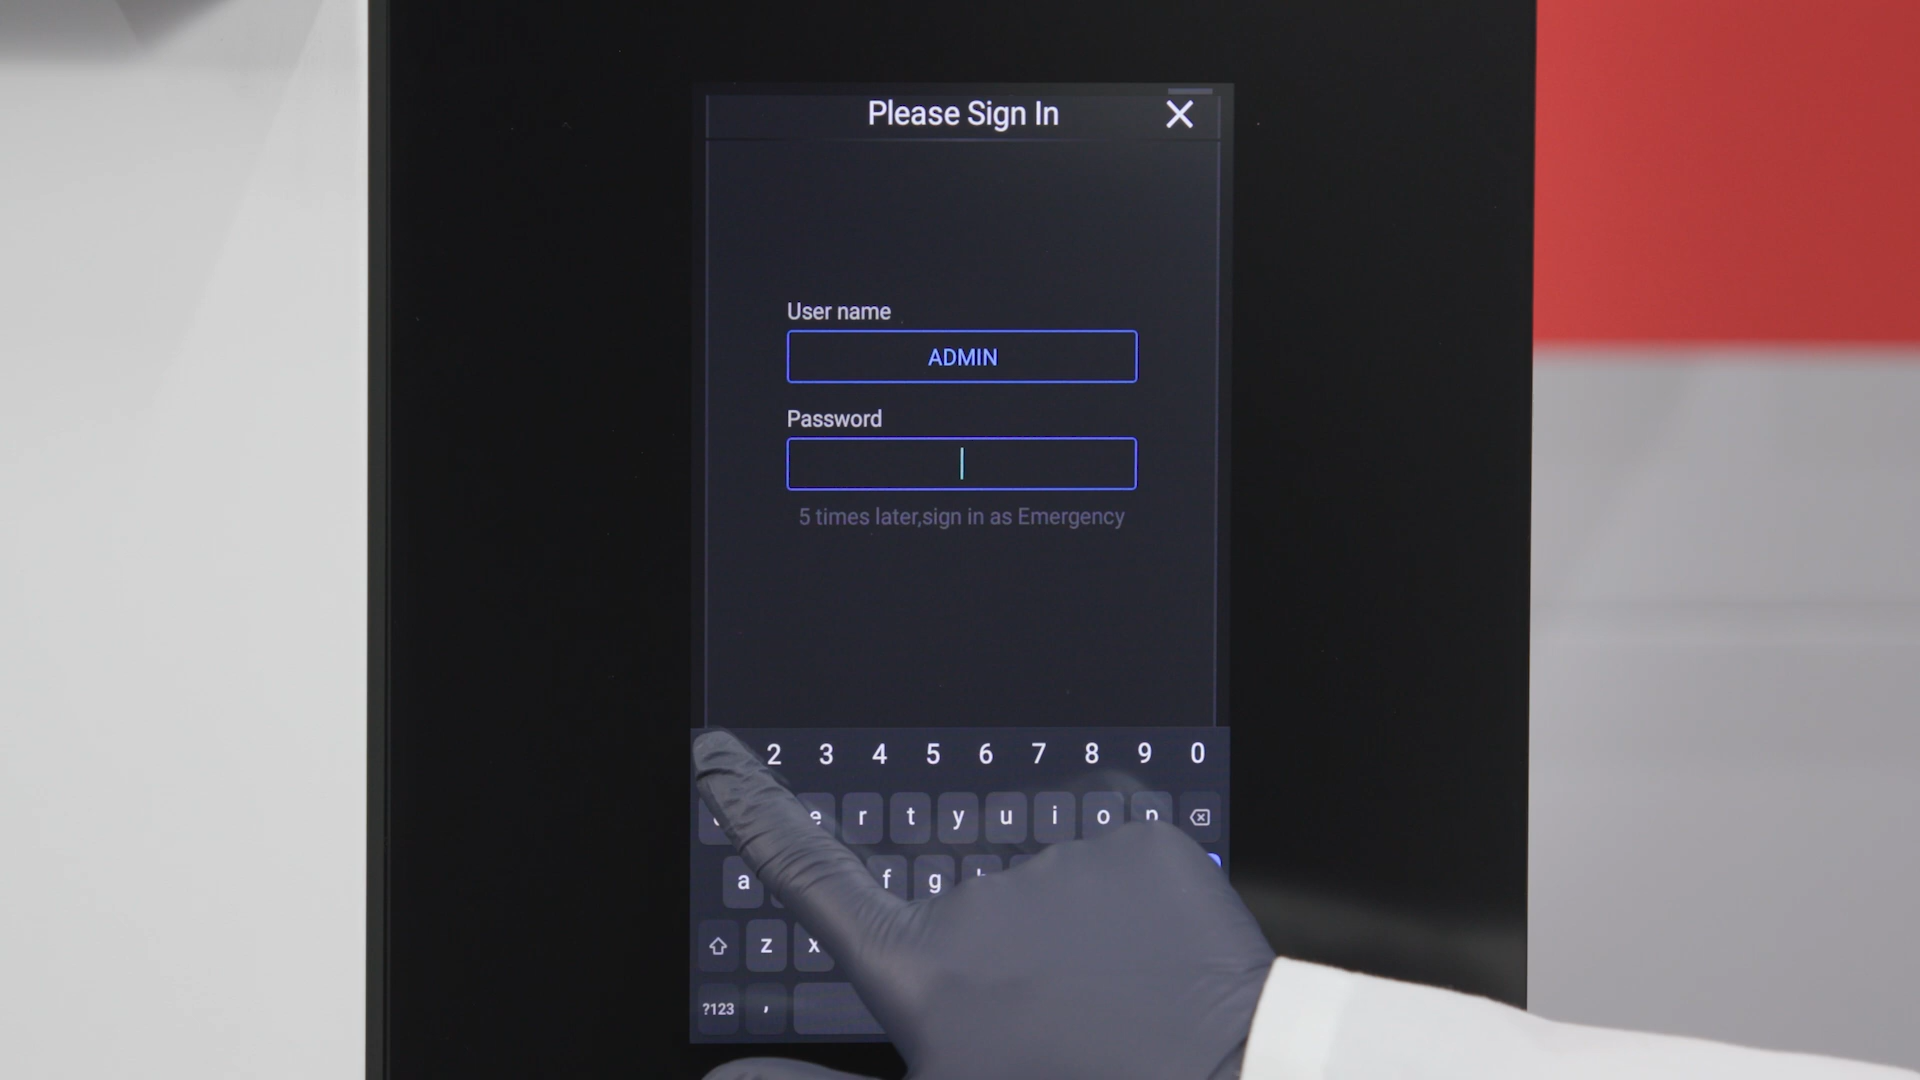 Please Sign In
User name
ADMIN
Password
5 times later,sign in as Emergency
2 3 4 5 6 7 8 9 0
e r t y u i o p
a f g h
z x
?123 ,